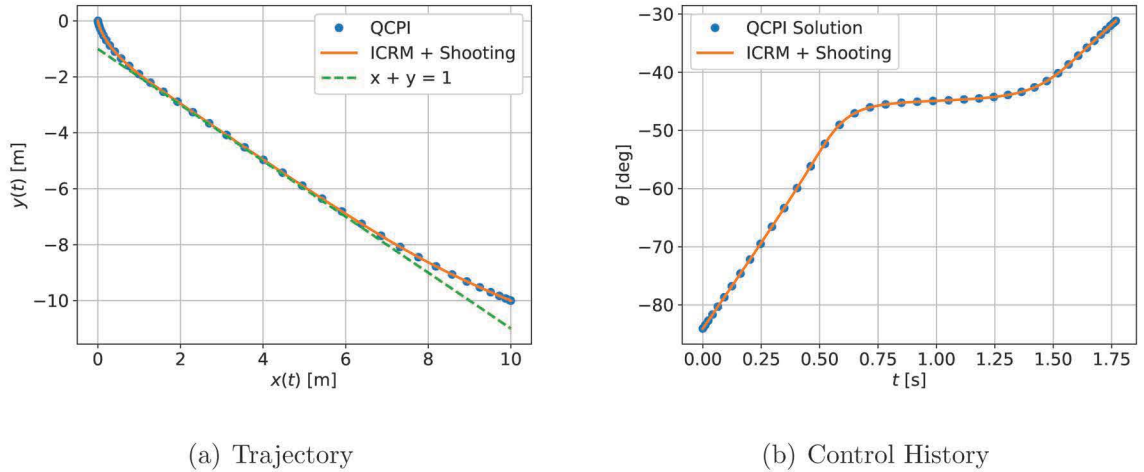 0
−2
−4
−6
−8
−10
y(t) [m]
QCPI
ICRM + Shooting
x + y = 1
0
2
4
6
8
10
x(t) [m]
(a) Trajectory
−30
−40
−50
−60
−70
−80
θ [deg]
QCPI Solution
ICRM + Shooting
0.00
0.25
0.50
0.75
1.00
1.25
1.50
1.75
t [s]
(b) Control History